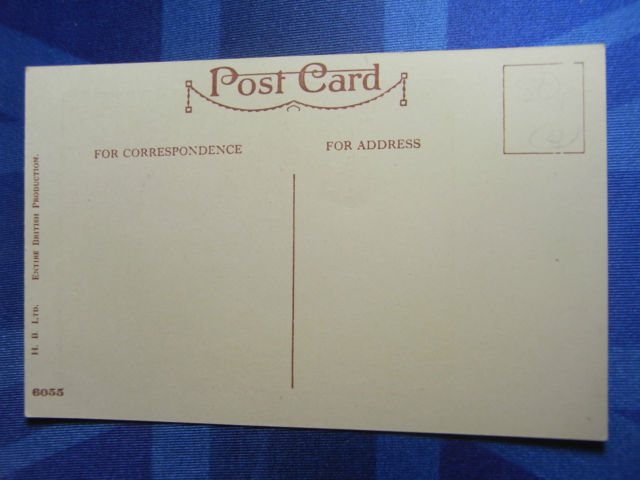 Post Card
FOR CORRESPONDENCE
FOR ADDRESS
H. B. LTD. ENTIRE BRITISH PRODUCTION.
6055